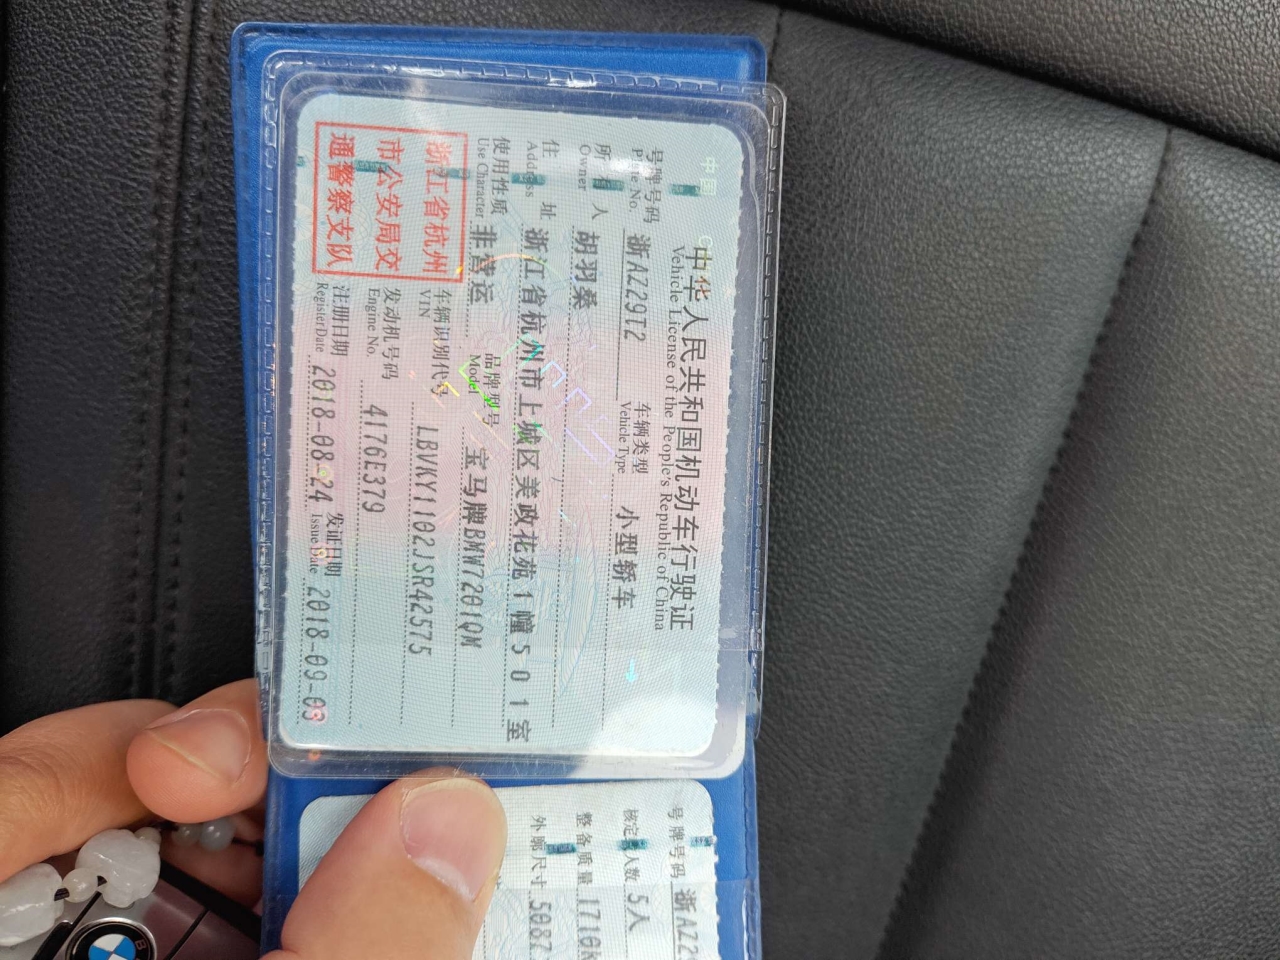 中华人民共和国机动车行驶证
Vehicle License of the People's Republic of China
号牌号码 浙AZ29T2 车辆类型 小型轿车
Plate No. Vehicle Type
所有人 胡羽桑
Owner
住址 浙江省杭州市上城区美政花苑1幢501室
Address
使用性质 非营运 品牌型号 宝马牌BMW7201QM
Use Character Model
浙江省杭州
市公安局交
通警察支队
车辆识别代号 LBVKY1102JSR42575
VIN
发动机号码 4176E379
Engine No.
注册日期 2018-08-24 发证日期 2018-09-03
Register Date Issue Date
号牌号码 浙AZ2
核定载人数 5人
整备质量 1710k
外廓尺寸 5087